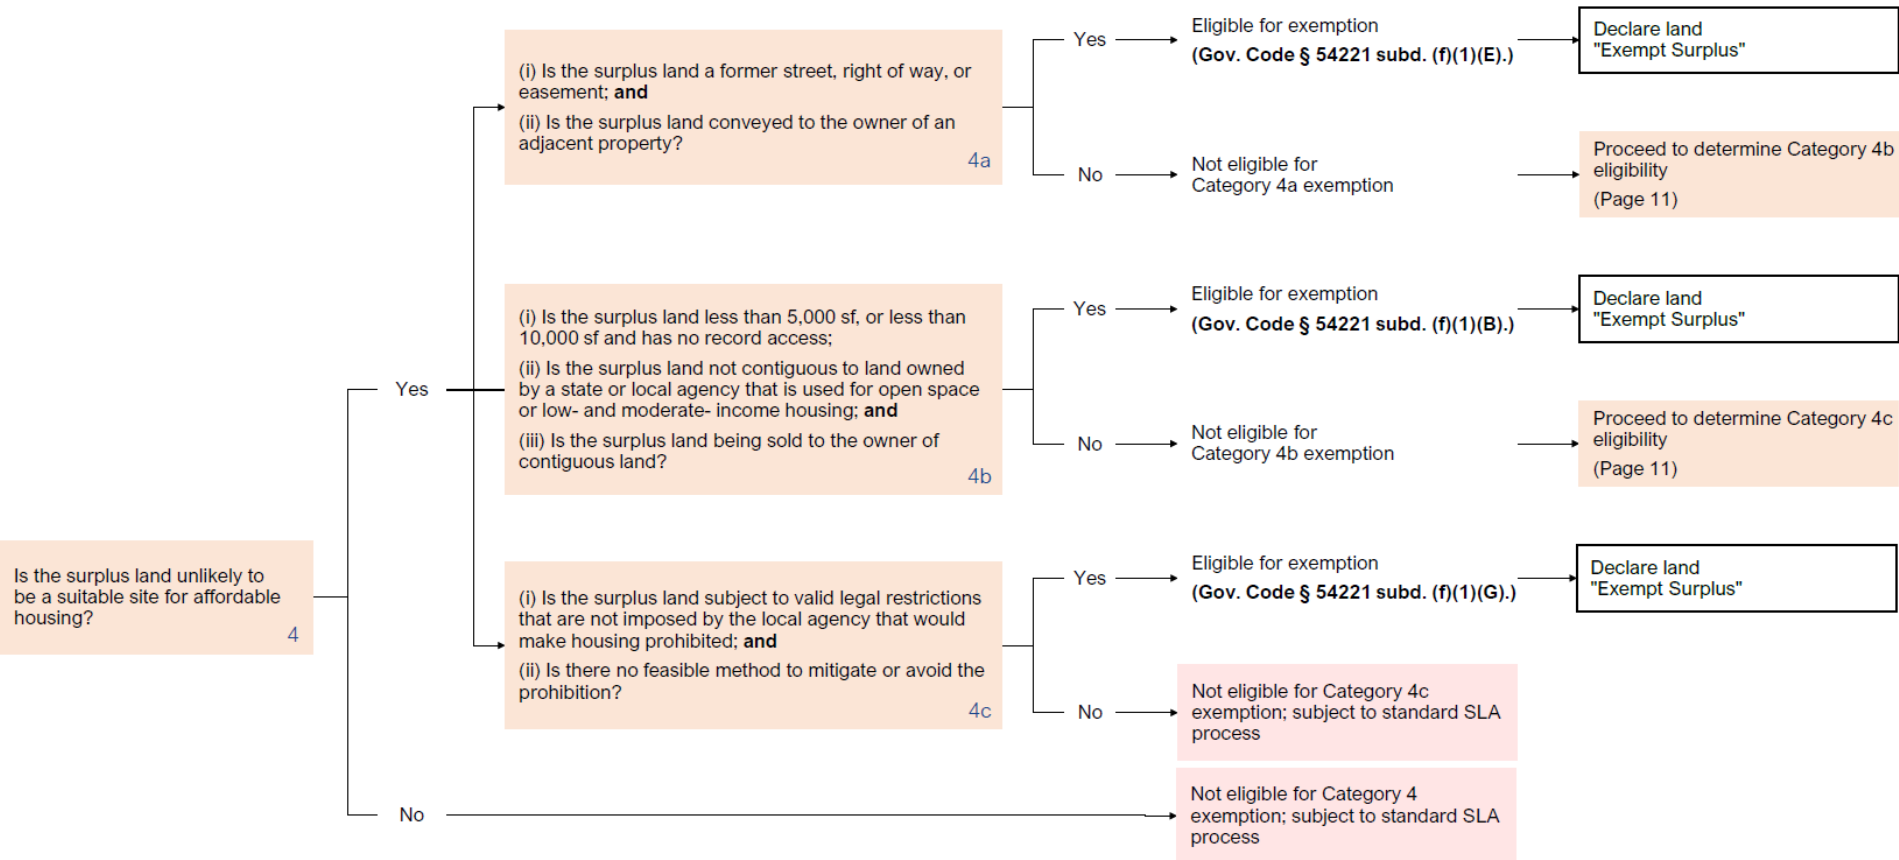 Is the surplus land unlikely to
be a suitable site for affordable
housing?
4
Yes
No
(i) Is the surplus land a former street, right of way, or
easement; and
(ii) Is the surplus land conveyed to the owner of an
adjacent property?
4a
Yes
Eligible for exemption
(Gov. Code § 54221 subd. (f)(1)(E).)
Declare land
"Exempt Surplus"
No
Not eligible for
Category 4a exemption
Proceed to determine Category 4b
eligibility
(Page 11)
(i) Is the surplus land less than 5,000 sf, or less than
10,000 sf and has no record access;
(ii) Is the surplus land not contiguous to land owned
by a state or local agency that is used for open space
or low- and moderate- income housing; and
(iii) Is the surplus land being sold to the owner of
contiguous land?
4b
Yes
Eligible for exemption
(Gov. Code § 54221 subd. (f)(1)(B).)
Declare land
"Exempt Surplus"
No
Not eligible for
Category 4b exemption
Proceed to determine Category 4c
eligibility
(Page 11)
(i) Is the surplus land subject to valid legal restrictions
that are not imposed by the local agency that would
make housing prohibited; and
(ii) Is there no feasible method to mitigate or avoid the
prohibition?
4c
Yes
Eligible for exemption
(Gov. Code § 54221 subd. (f)(1)(G).)
Declare land
"Exempt Surplus"
No
Not eligible for Category 4c
exemption; subject to standard SLA
process
Not eligible for Category 4
exemption; subject to standard SLA
process